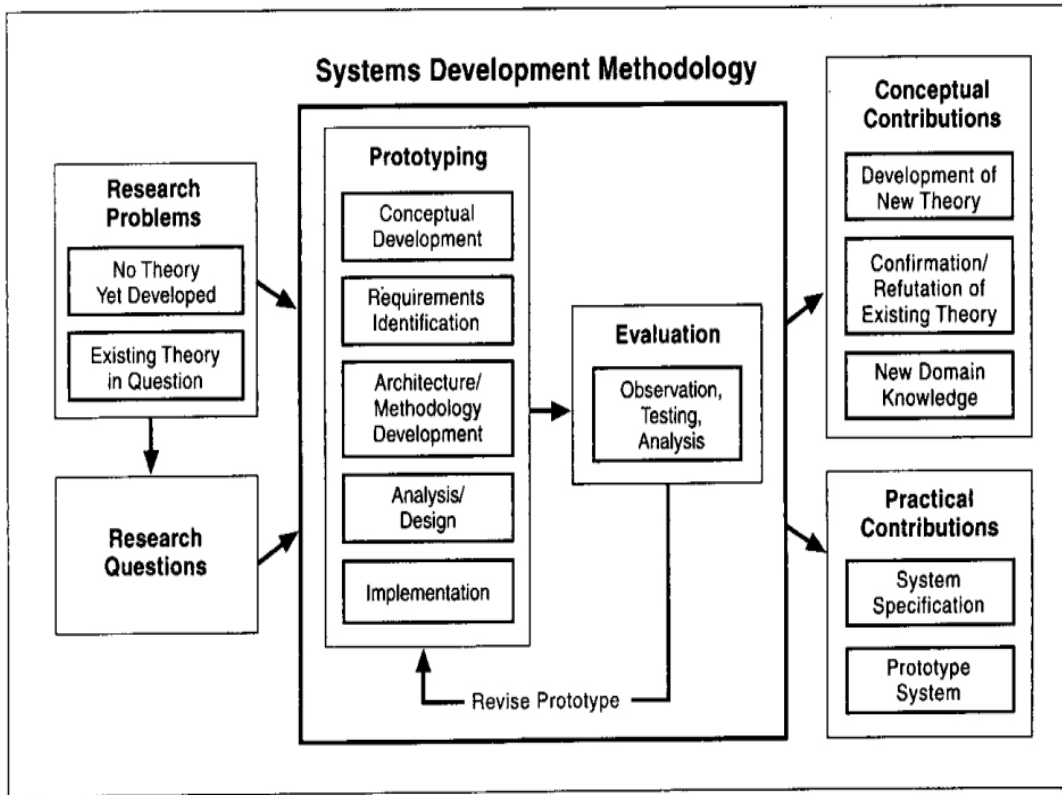 Systems Development Methodology
Research
Problems
No Theory
Yet Developed
Existing Theory
in Question
Research
Questions
Prototyping
Conceptual
Development
Requirements
Identification
Architecture/
Methodology
Development
Analysis/
Design
Implementation
Evaluation
Observation,
Testing,
Analysis
Revise Prototype
Conceptual
Contributions
Development of
New Theory
Confirmation/
Refutation of
Existing Theory
New Domain
Knowledge
Practical
Contributions
System
Specification
Prototype
System